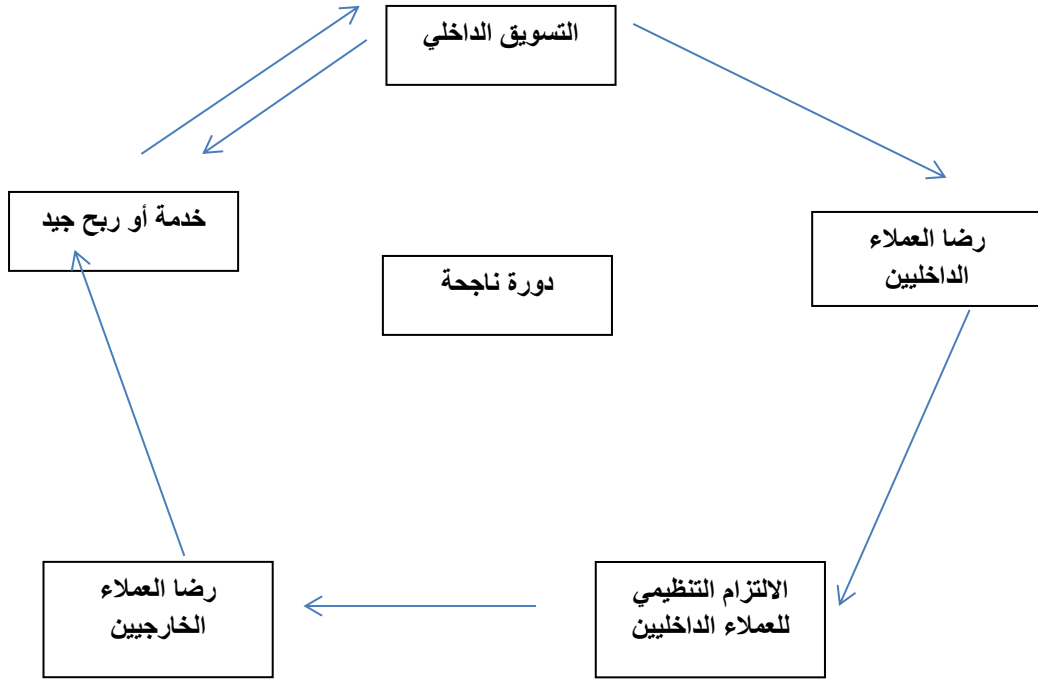 التسويق الداخلي
خدمة أو ربح جيد
رضا العملاء
الداخليين
دورة ناجحة
رضا العملاء
الخارجيين
الالتزام التنظيمي
للعملاء الداخليين